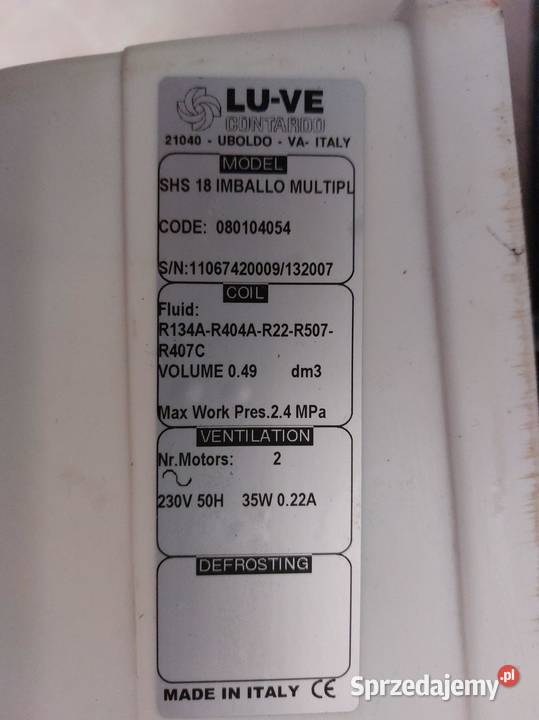 LU-VE
CONTARDO
21040 - UBOLDO - VA- ITALY
MODEL
SHS 18 IMBALLO MULTIPL
CODE: 080104054
S/N:11067420009/132007
COIL
Fluid:
R134A-R404A-R22-R507-
R407C
VOLUME 0.49 dm3
Max Work Pres.2.4 MPa
VENTILATION
Nr.Motors: 2
230V 50H 35W 0.22A
DEFROSTING
MADE IN ITALY CE
Sprzedajemy.pl